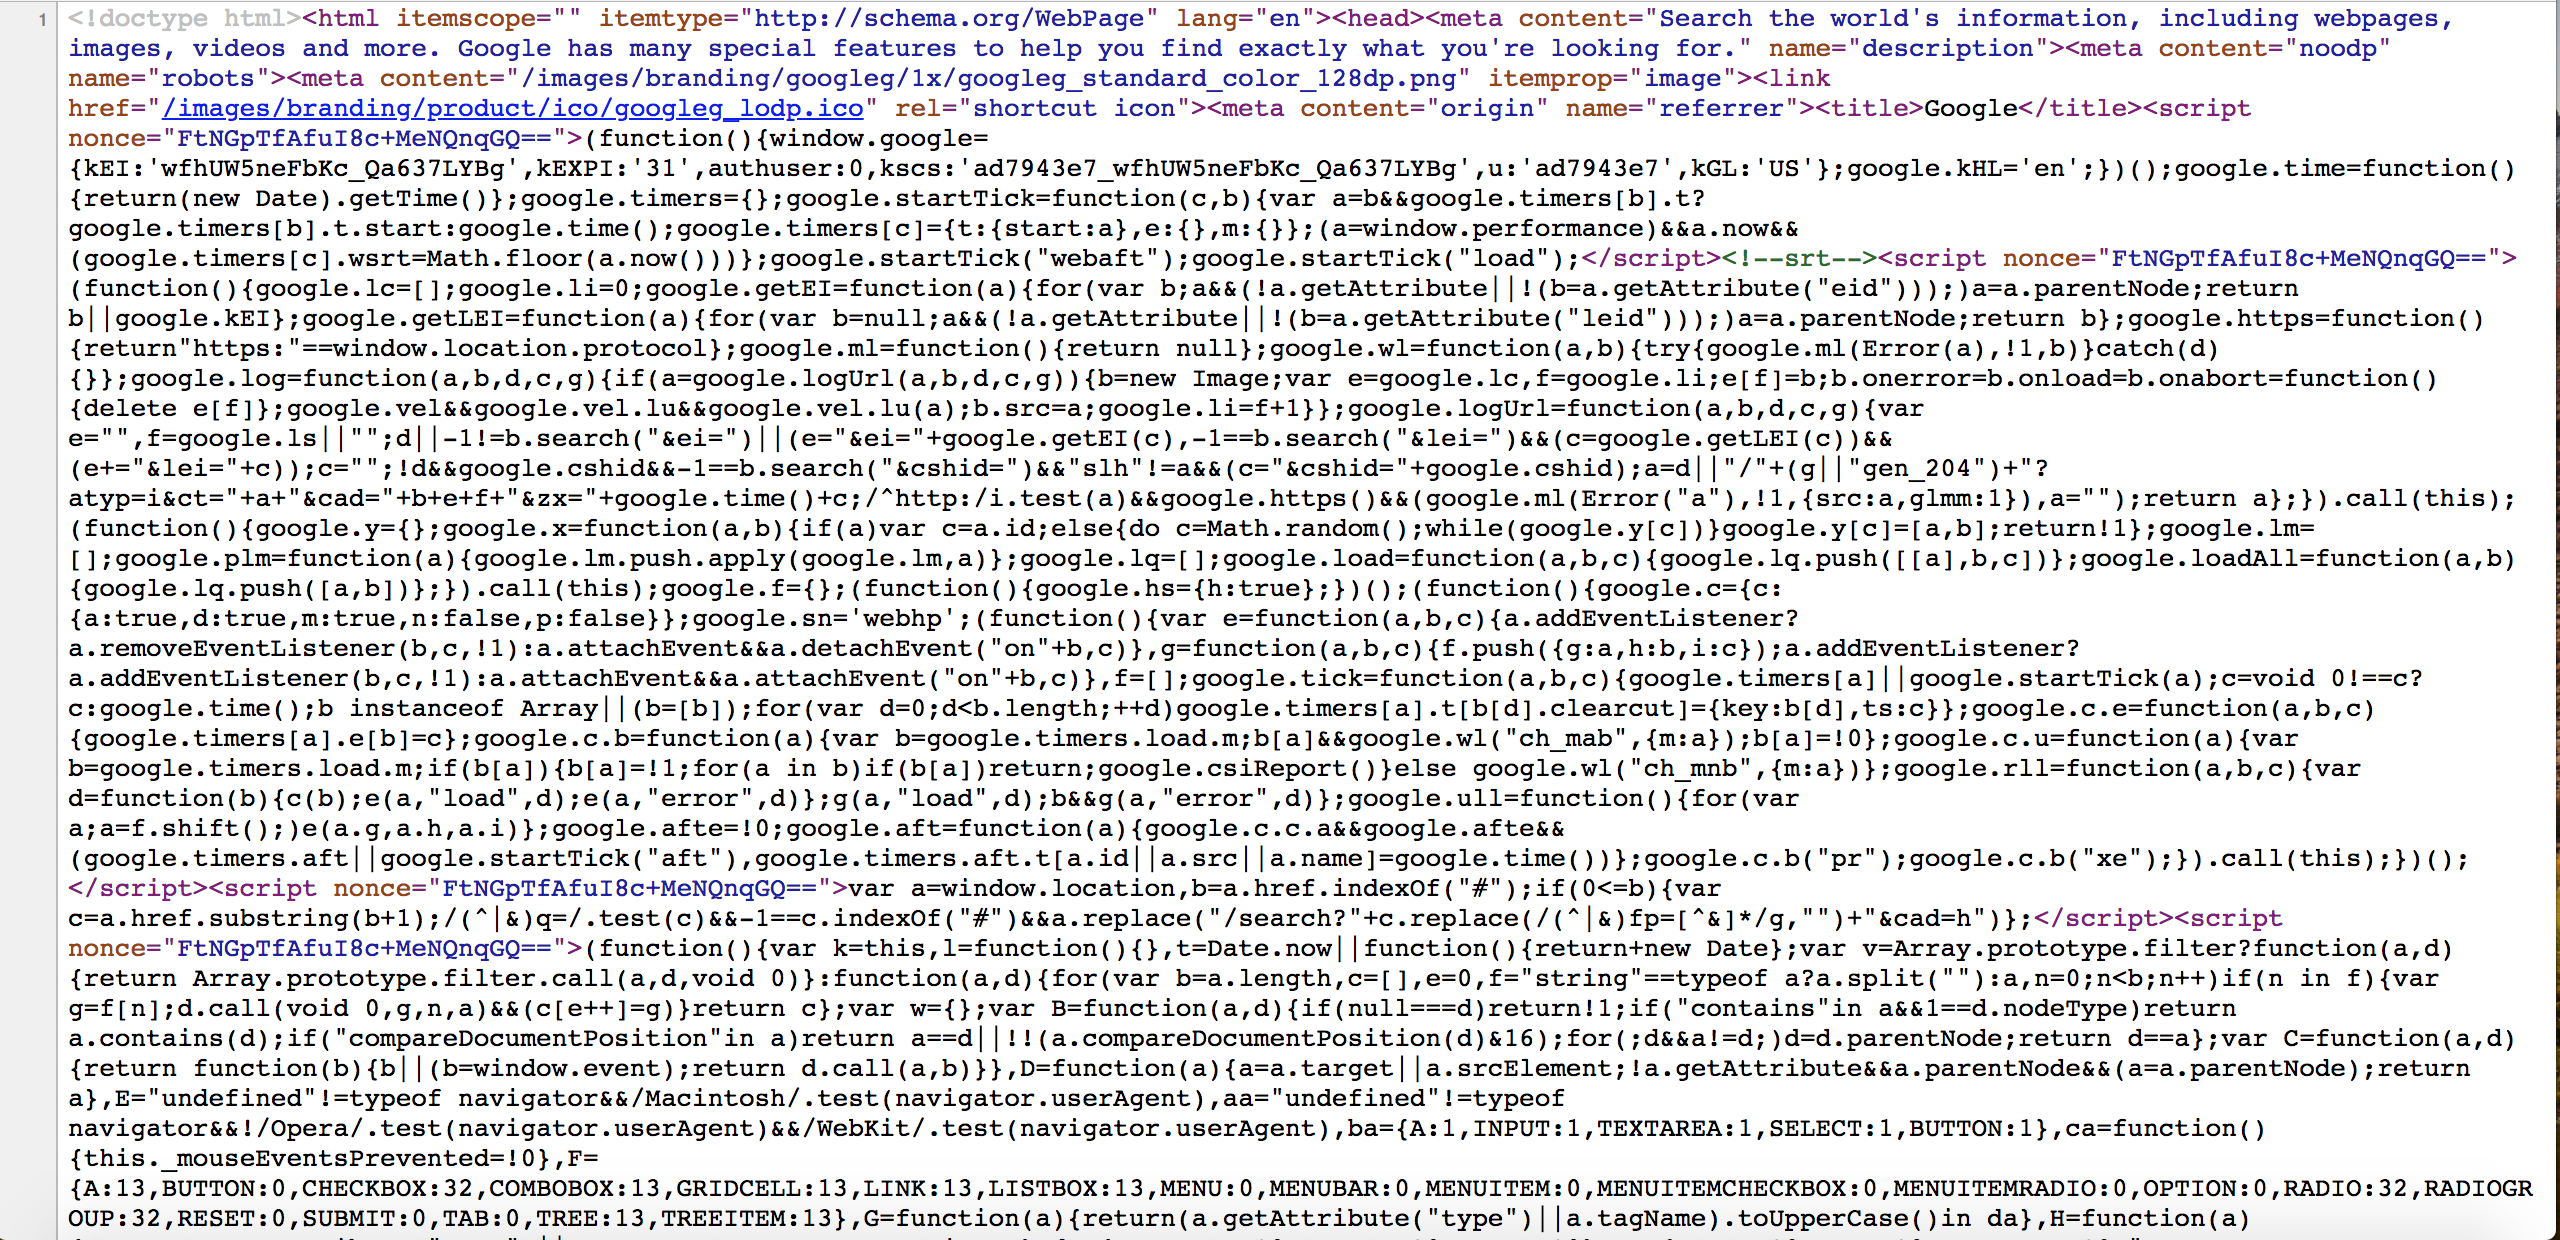 1 <!doctype html><html itemscope="" itemtype="http://schema.org/WebPage" lang="en"><head><meta content="Search the world's information, including webpages,
images, videos and more. Google has many special features to help you find exactly what you're looking for." name="description"><meta content="noodp"
name="robots"><meta content="/images/branding/googleg/1x/googleg_standard_color_128dp.png" itemprop="image"><link
href="/images/branding/product/ico/googleg_lodp.ico" rel="shortcut icon"><meta content="origin" name="referrer"><title>Google</title><script
nonce="FtNGpTfAfuI8c+MeNQnqGQ==">(function(){window.google=
{kEI:'wfhUW5neFbKc_Qa637LYBg',kEXPI:'31',authuser:0,kscs:'ad7943e7_wfhUW5neFbKc_Qa637LYBg',u:'ad7943e7',kGL:'US'};google.kHL='en';})();google.time=function()
{return(new Date).getTime()};google.timers={};google.startTick=function(c,b){var a=b&&google.timers[b].t?
google.timers[b].t.start:google.time();google.timers[c]={t:{start:a},e:{},m:{}};(a=window.performance)&&a.now&&
(google.timers[c].wsrt=Math.floor(a.now()))};google.startTick("webaft");google.startTick("load");</script><!--srt--><script nonce="FtNGpTfAfuI8c+MeNQnqGQ==">
(function(){google.lc=[];google.li=0;google.getEI=function(a){for(var b;a&&(!a.getAttribute||!(b=a.getAttribute("eid")));)a=a.parentNode;return
b||google.kEI};google.getLEI=function(a){for(var b=null;a&&(!a.getAttribute||!(b=a.getAttribute("leid")));)a=a.parentNode;return b};google.https=function()
{return"https:"==window.location.protocol};google.ml=function(){return null};google.wl=function(a,b){try{google.ml(Error(a),!1,b)}catch(d)
{}};google.log=function(a,b,d,c,g){if(a=google.logUrl(a,b,d,c,g)){b=new Image;var e=google.lc,f=google.li;e[f]=b;b.onerror=b.onload=b.onabort=function()
{delete e[f]};google.vel&&google.vel.lu&&google.vel.lu(a);b.src=a;google.li=f+1}};google.logUrl=function(a,b,d,c,g){var
e="",f=google.ls||"";d||-1!=b.search("&ei=")||(e="&ei="+google.getEI(c),-1==b.search("&lei=")&&(c=google.getLEI(c))&&
(e+="&lei="+c));c="";!d&&google.cshid&&-1==b.search("&cshid=")&&"slh"!=a&&(c="&cshid="+google.cshid);a=d||"/"+(g||"gen_204")+"?
atyp=i&ct="+a+"&cad="+b+e+f+"&zx="+google.time()+c;/^http:/i.test(a)&&google.https()&&(google.ml(Error("a"),!1,{src:a,glmm:1}),a="");return a};}).call(this);
(function(){google.y={};google.x=function(a,b){if(a)var c=a.id;else{do c=Math.random();while(google.y[c])}google.y[c]=[a,b];return!1};google.lm=
[];google.plm=function(a){google.lm.push.apply(google.lm,a)};google.lq=[];google.load=function(a,b,c){google.lq.push([[a],b,c])};google.loadAll=function(a,b)
{google.lq.push([a,b])};}).call(this);google.f={};(function(){google.hs={h:true};})();(function(){google.c={c:
{a:true,d:true,m:true,n:false,p:false}};google.sn='webhp';(function(){var e=function(a,b,c){a.addEventListener?
a.removeEventListener(b,c,!1):a.attachEvent&&a.detachEvent("on"+b,c)},g=function(a,b,c){f.push({g:a,h:b,i:c});a.addEventListener?
a.addEventListener(b,c,!1):a.attachEvent&&a.attachEvent("on"+b,c)},f=[];google.tick=function(a,b,c){google.timers[a]||google.startTick(a);c=void 0!==c?
c:google.time();b instanceof Array||(b=[b]);for(var d=0;d<b.length;++d)google.timers[a].t[b[d].clearcut]={key:b[d],ts:c}};google.c.e=function(a,b,c)
{google.timers[a].e[b]=c};google.c.b=function(a){var b=google.timers.load.m;b[a]&&google.wl("ch_mab",{m:a});b[a]=!0};google.c.u=function(a){var
b=google.timers.load.m;if(b[a]){b[a]=!1;for(a in b)if(b[a])return;google.csiReport()}else google.wl("ch_mnb",{m:a})};google.rll=function(a,b,c){var
d=function(b){c(b);e(a,"load",d);e(a,"error",d)};g(a,"load",d);b&&g(a,"error",d)};google.ull=function(){for(var
a;a=f.shift();)e(a.g,a.h,a.i)};google.afte=!0;google.aft=function(a){google.c.c.a&&google.afte&&
(google.timers.aft||google.startTick("aft"),google.timers.aft.t[a.id||a.src||a.name]=google.time())};google.c.b("pr");google.c.b("xe");}).call(this);})();
</script><script nonce="FtNGpTfAfuI8c+MeNQnqGQ==">var a=window.location,b=a.href.indexOf("#");if(0<=b){var
c=a.href.substring(b+1);/(^|&)q=/.test(c)&&-1==c.indexOf("#")&&a.replace("/search?"+c.replace(/(^|&)fp=[^&]*/g,"")+"&cad=h")};</script><script
nonce="FtNGpTfAfuI8c+MeNQnqGQ==">(function(){var k=this,l=function(){},t=Date.now||function(){return+new Date};var v=Array.prototype.filter?function(a,d)
{return Array.prototype.filter.call(a,d,void 0)}:function(a,d){for(var b=a.length,c=[],e=0,f="string"==typeof a?a.split(""):a,n=0;n<b;n++)if(n in f){var
g=f[n];d.call(void 0,g,n,a)&&(c[e++]=g)}return c};var w={};var B=function(a,d){if(null===d)return!1;if("contains"in a&&1==d.nodeType)return
a.contains(d);if("compareDocumentPosition"in a)return a==d||!!(a.compareDocumentPosition(d)&16);for(;d&&a!=d;)d=d.parentNode;return d==a};var C=function(a,d)
{return function(b){b||(b=window.event);return d.call(a,b)}},D=function(a){a=a.target||a.srcElement;!a.getAttribute&&a.parentNode&&(a=a.parentNode);return
a},E="undefined"!=typeof navigator&&/Macintosh/.test(navigator.userAgent),aa="undefined"!=typeof
navigator&&!/Opera/.test(navigator.userAgent)&&/WebKit/.test(navigator.userAgent),ba={A:1,INPUT:1,TEXTAREA:1,SELECT:1,BUTTON:1},ca=function()
{this._mouseEventsPrevented=!0},F=
{A:13,BUTTON:0,CHECKBOX:32,COMBOBOX:13,GRIDCELL:13,LINK:13,LISTBOX:13,MENU:0,MENUBAR:0,MENUITEM:0,MENUITEMCHECKBOX:0,MENUITEMRADIO:0,OPTION:0,RADIO:32,RADIOGR
OUP:32,RESET:0,SUBMIT:0,TAB:0,TREE:13,TREEITEM:13},G=function(a){return(a.getAttribute("type")||a.tagName).toUpperCase()in da},H=function(a)